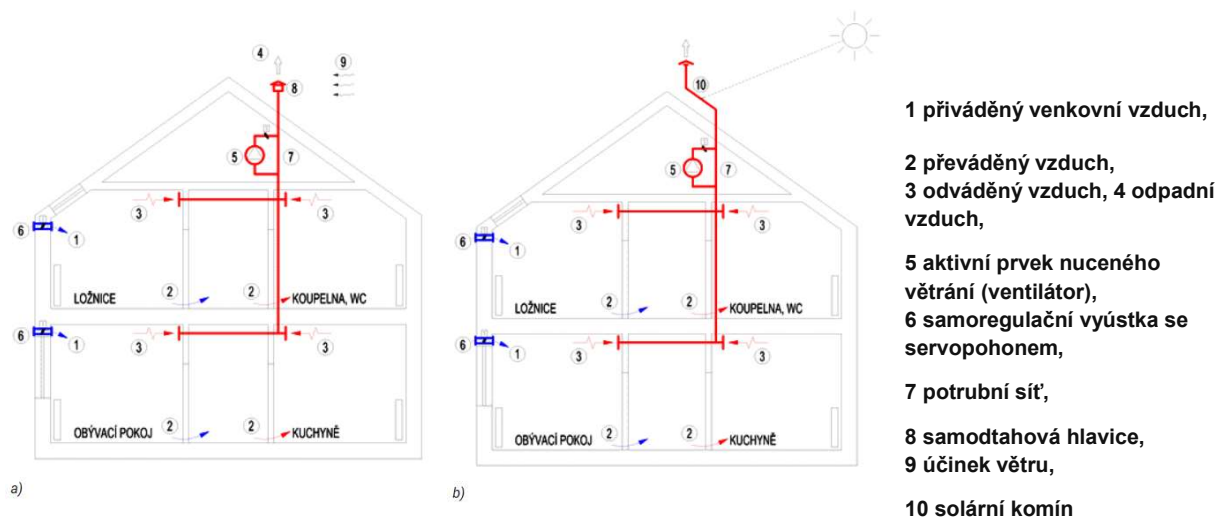 4 9
8
5 7
3 3
6
1
2 2
LOŽNICE KOUPELNA, WC
6
1
3 3
2 2
OBÝVACÍ POKOJ KUCHYNĚ
a)
4
10
5 7
3 3
6
1
2 2
LOŽNICE KOUPELNA, WC
6
1
3 3
2 2
OBÝVACÍ POKOJ KUCHYNĚ
b)
1 přiváděný venkovní vzduch,
2 převáděný vzduch,
3 odváděný vzduch, 4 odpadní
vzduch,
5 aktivní prvek nuceného
větrání (ventilátor),
6 samoregulační vyústka se
servopohonem,
7 potrubní síť,
8 samodtahová hlavice,
9 účinek větru,
10 solární komín